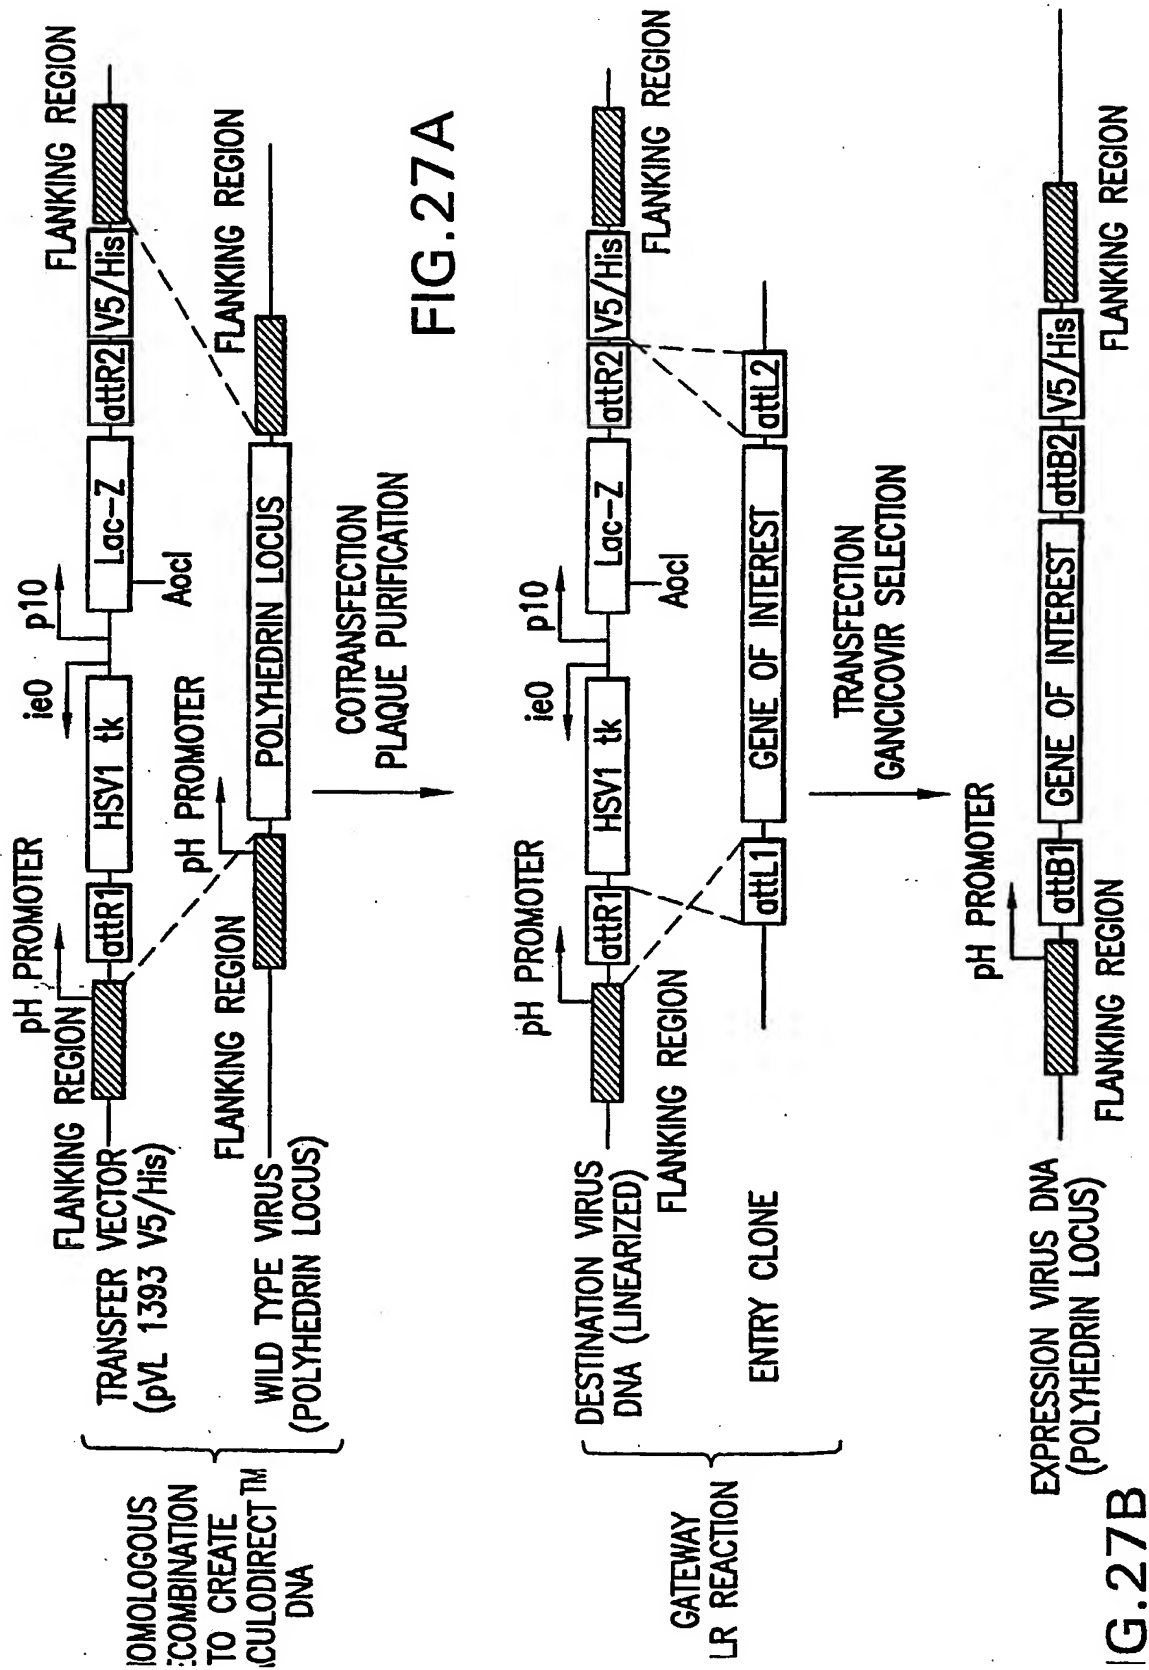 FLANKING REGION
pH PROMOTER
ie0
p10
FLANKING REGION
TRANSFER VECTOR
(pVL 1393 V5/His)
attR1
HSV1 tk
Lac-Z
attR2
V5/His
AocI
IOMOLOGOUS
COMBINATION
TO CREATE
CULODIRECT™
DNA
FLANKING REGION
pH PROMOTER
FLANKING REGION
WILD TYPE VIRUS
(POLYHEDRIN LOCUS)
POLYHEDRIN LOCUS
COTRANSFECTION
PLAQUE PURIFICATION
FIG.27A
pH PROMOTER
ie0
p10
DESTINATION VIRUS
DNA (LINEARIZED)
attR1
HSV1 tk
Lac-Z
attR2
V5/His
AocI
FLANKING REGION
FLANKING REGION
GATEWAY
LR REACTION
ENTRY CLONE
attL1
GENE OF INTEREST
attL2
TRANSFECTION
GANCICOVIR SELECTION
pH PROMOTER
EXPRESSION VIRUS DNA
(POLYHEDRIN LOCUS)
attB1
GENE OF INTEREST
attB2
V5/His
FLANKING REGION
FLANKING REGION
IG.27B